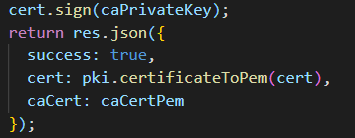 cert.sign(caPrivateKey);
return res.json({
  success: true,
  cert: pki.certificateToPem(cert),
  caCert: caCertPem
});